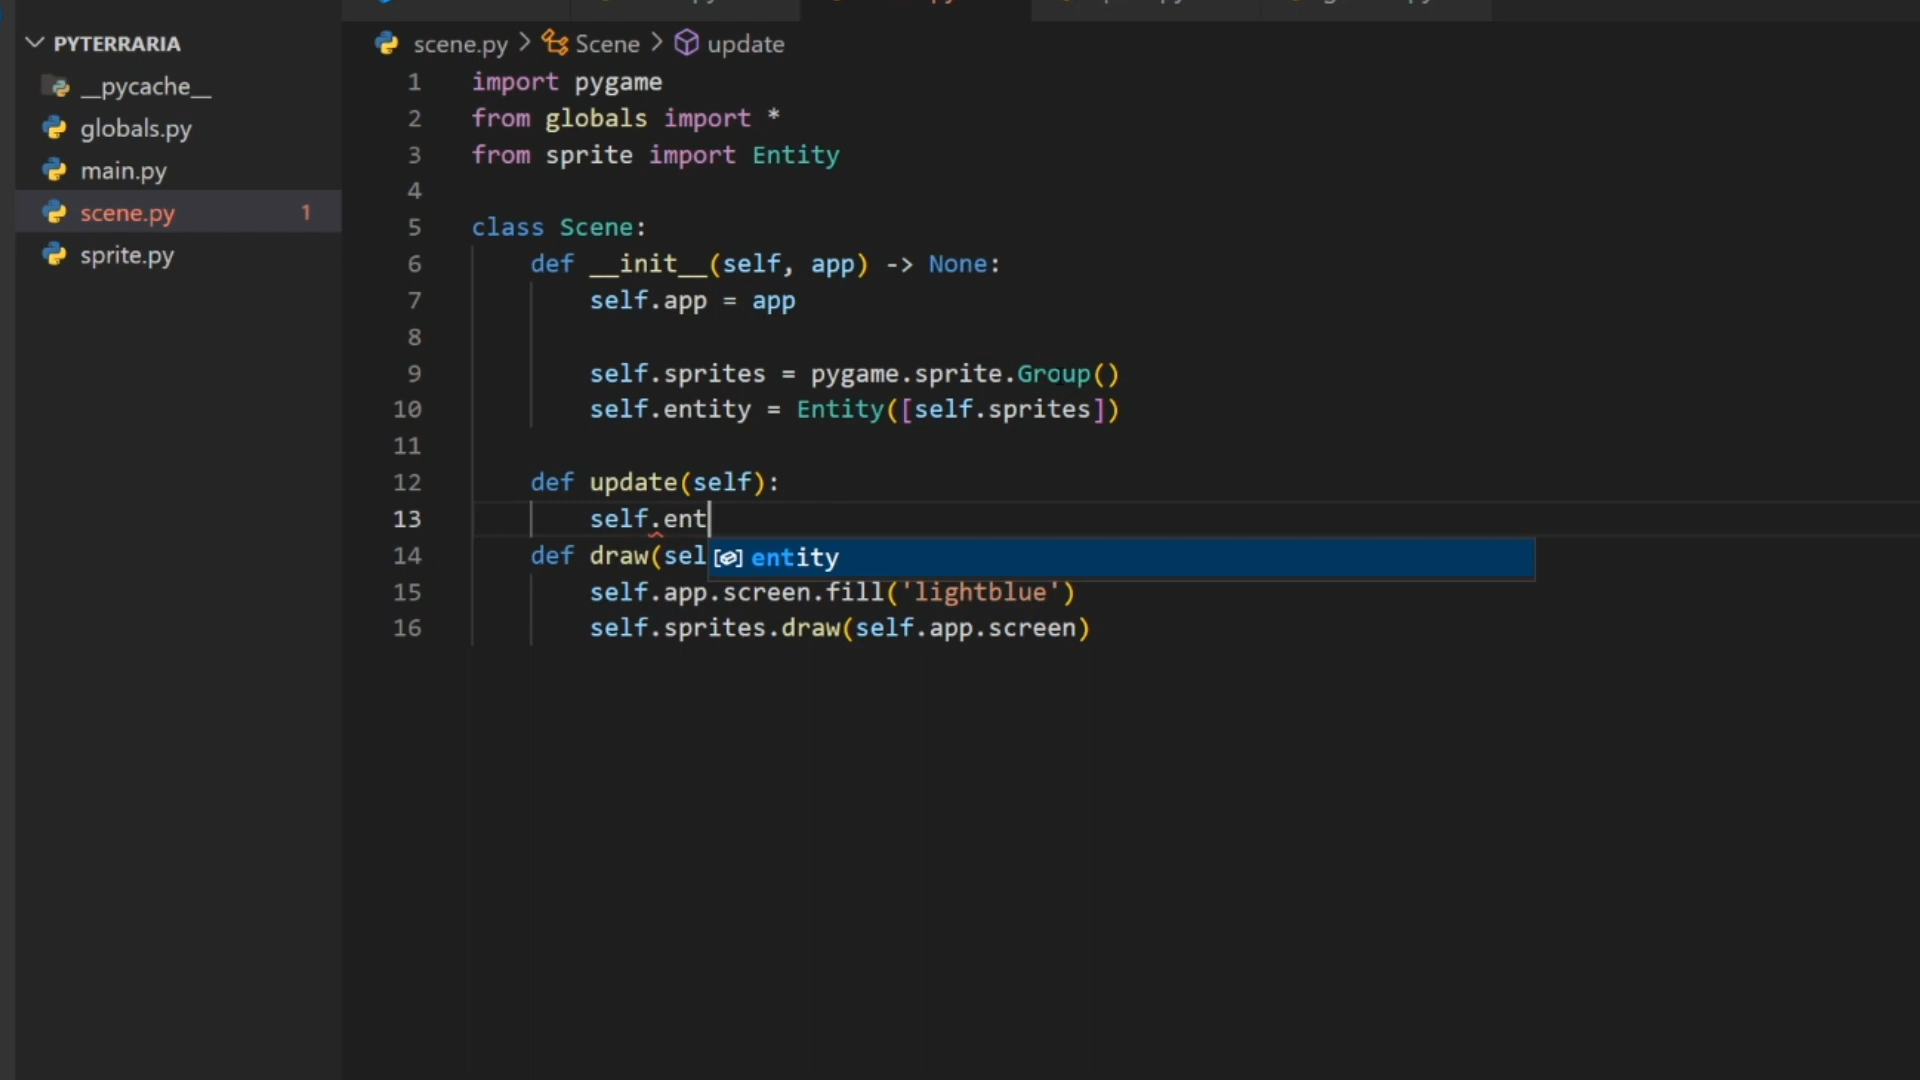 PYTERRARIA
__pycache__
globals.py
main.py
scene.py 1
sprite.py
scene.py > Scene > update
1 import pygame
2 from globals import *
3 from sprite import Entity
4
5 class Scene:
6 def __init__(self, app) -> None:
7 self.app = app
8
9 self.sprites = pygame.sprite.Group()
10 self.entity = Entity([self.sprites])
11
12 def update(self):
13 self.ent
14 def draw(sel
entity
15 self.app.screen.fill('lightblue')
16 self.sprites.draw(self.app.screen)